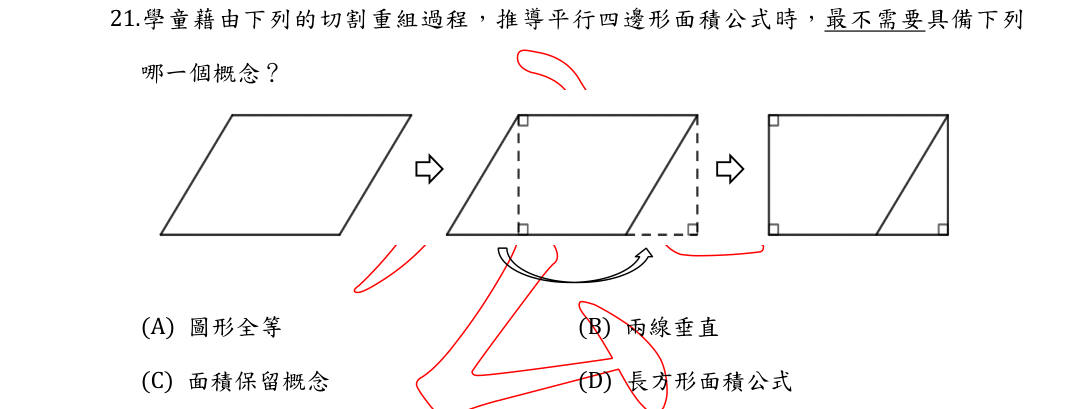 21.學童藉由下列的切割重組過程，推導平行四邊形面積公式時，最不需要具備下列
哪一個概念？
(A) 圖形全等
(B) 兩線垂直
(C) 面積保留概念
(D) 長方形面積公式